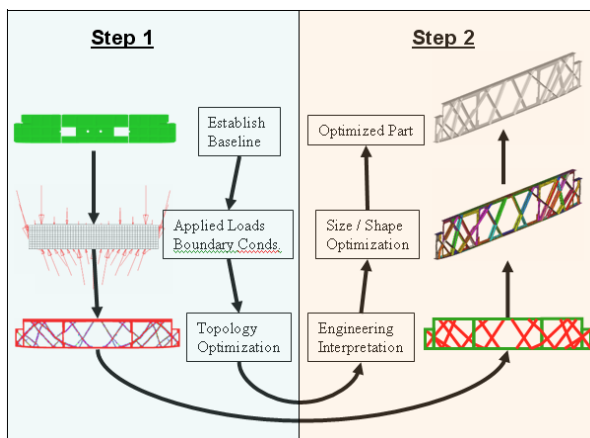 Step 1
Step 2
Establish
Baseline
Applied Loads
Boundary Conds.
Topology
Optimization
Optimized Part
Size / Shape
Optimization
Engineering
Interpretation